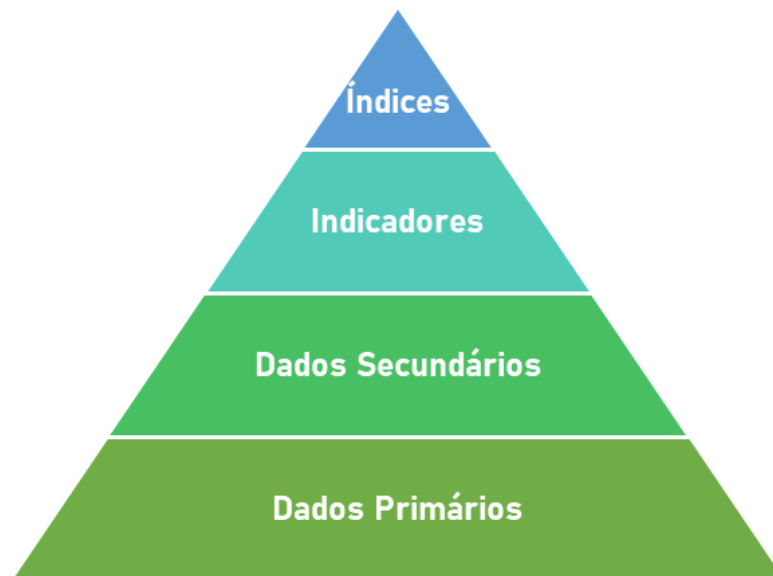 Índices
Indicadores
Dados Secundários
Dados Primários